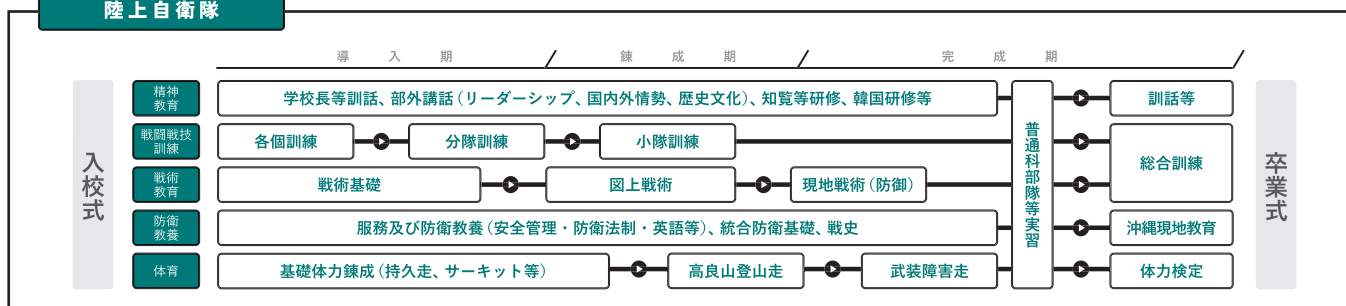 陸上自衛隊
導入期
錬成期
完成期
入校式
精神
教育
学校長等訓話、部外講話(リーダーシップ、国内外情勢、歴史文化)、知覧等研修、韓国研修等
訓話等
戦闘戦技
訓練
各個訓練
分隊訓練
小隊訓練
総合訓練
戦術
教育
戦術基礎
図上戦術
現地戦術(防御)
防衛
教養
服務及び防衛教養(安全管理・防衛法制・英語等)、統合防衛基礎、戦史
沖縄現地教育
体育
基礎体力錬成(持久走、サーキット等)
高良山登山走
武装障害走
体力検定
普通科部隊等実習
卒業式